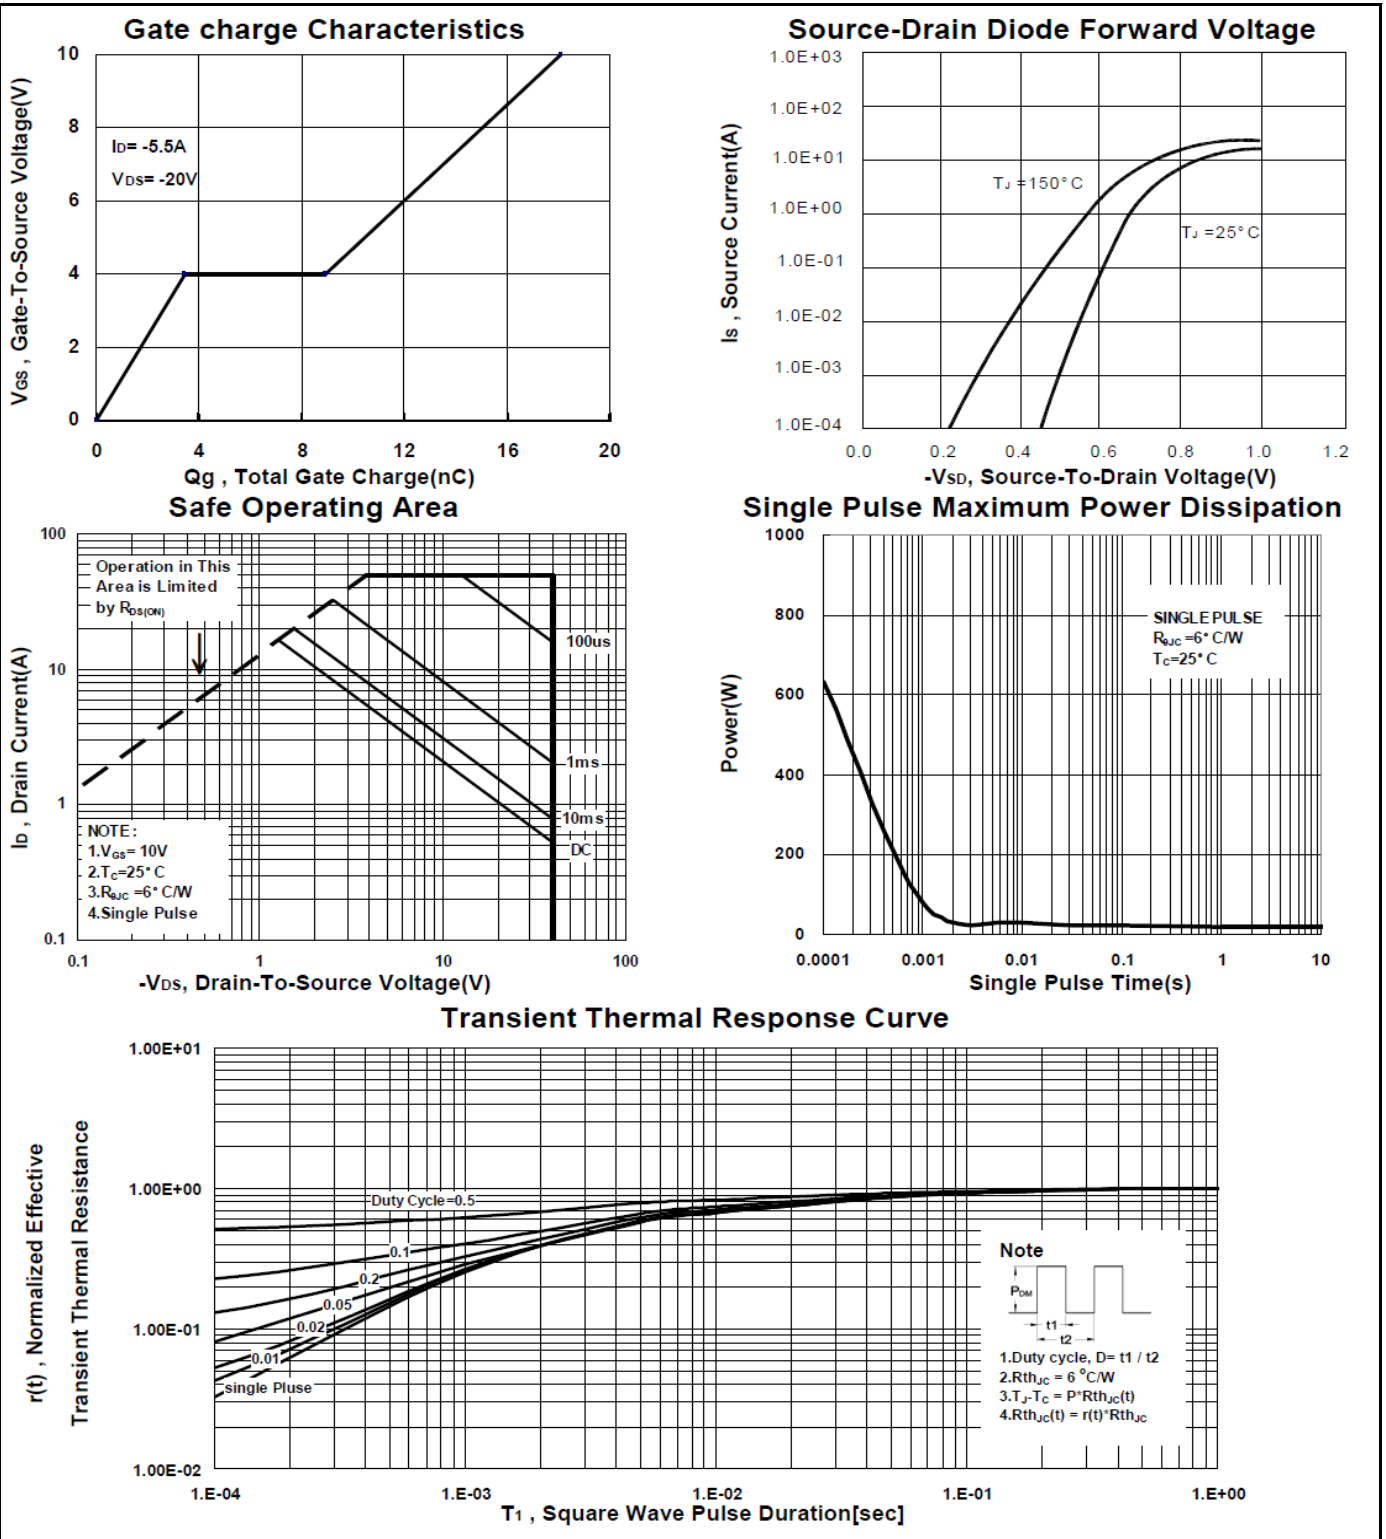 Gate charge Characteristics
10
8
6
4
2
0
VGS , Gate-To-Source Voltage(V)
ID= -5.5A
VDS= -20V
0 4 8 12 16 20
Qg , Total Gate Charge(nC)
Source-Drain Diode Forward Voltage
1.0E+03
1.0E+02
1.0E+01
1.0E+00
1.0E-01
1.0E-02
1.0E-03
1.0E-04
IS , Source Current(A)
TJ =150°C
TJ =25°C
0.0 0.2 0.4 0.6 0.8 1.0 1.2
-VSD, Source-To-Drain Voltage(V)
Safe Operating Area
100
10
1
0.1
ID , Drain Current(A)
Operation in This
Area is Limited
by RDS(ON)
100us
1ms
10ms
DC
NOTE:
1.VGS= 10V
2.TC=25°C
3.RθJC =6°C/W
4.Single Pulse
0.1 1 10 100
-VDS, Drain-To-Source Voltage(V)
Single Pulse Maximum Power Dissipation
1000
800
600
400
200
0
Power(W)
SINGLE PULSE
RθJC =6°C/W
TC=25°C
0.0001 0.001 0.01 0.1 1 10
Single Pulse Time(s)
Transient Thermal Response Curve
1.00E+01
1.00E+00
1.00E-01
1.00E-02
r(t) , Normalized Effective
Transient Thermal Resistance
Duty Cycle=0.5
0.1
0.2
0.05
0.02
0.01
single Pluse
Note
PDM
t1
t2
1.Duty cycle, D= t1 / t2
2.RthJC = 6 °C/W
3.TJ-TC = P*RthJC(t)
4.RthJC(t) = r(t)*RthJC
1.E-04 1.E-03 1.E-02 1.E-01 1.E+00
T1 , Square Wave Pulse Duration[sec]